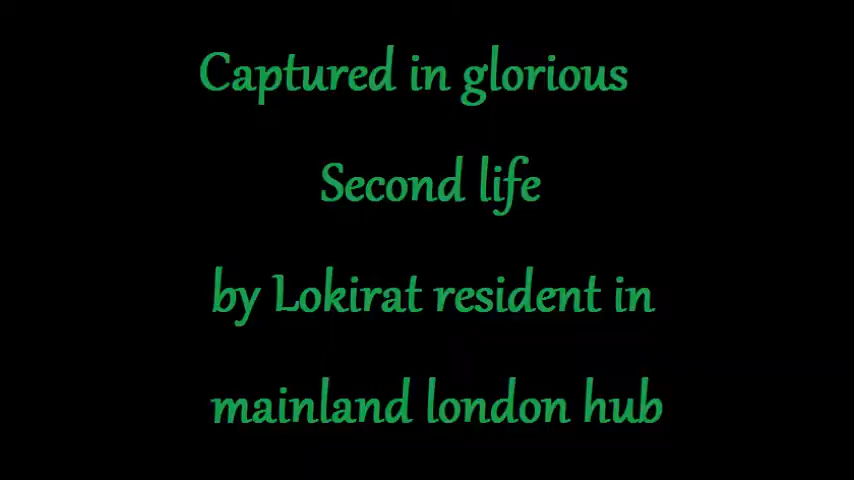 Captured in glorious
Second life
by Lokirat resident in
mainland london hub